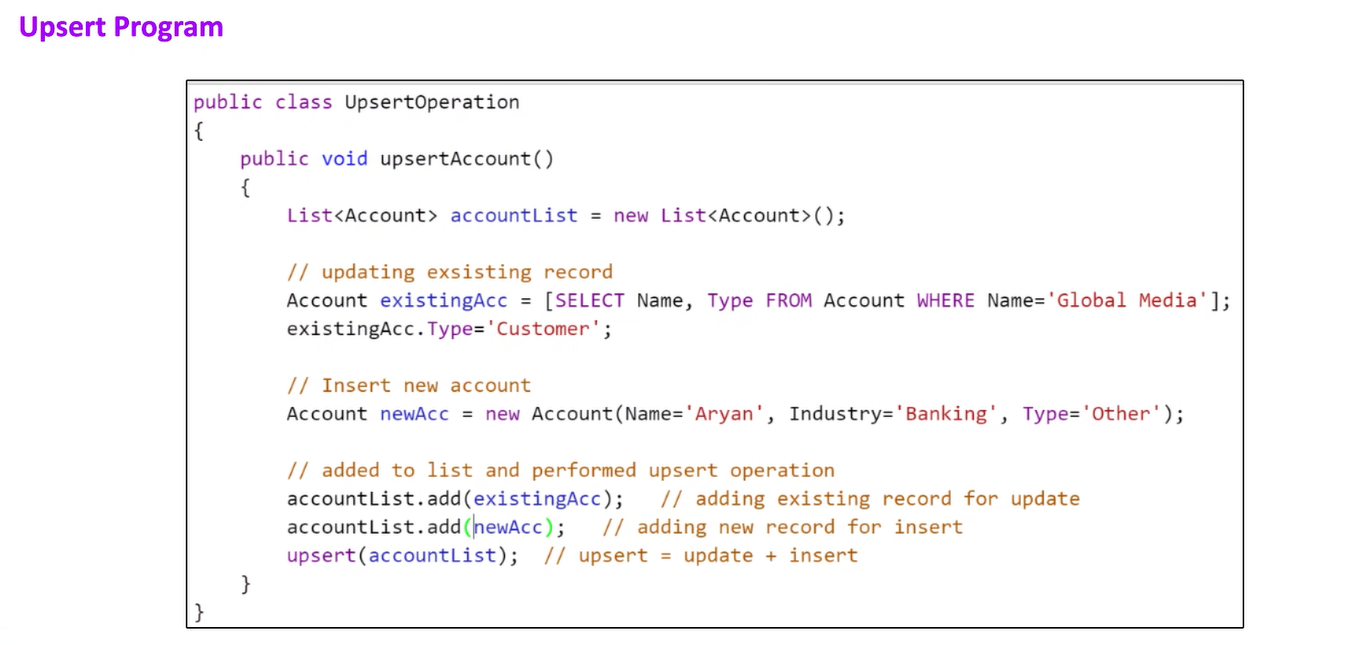 Upsert Program
public class UpsertOperation
{
public void upsertAccount()
{
List<Account> accountList = new List<Account>();
// updating exsisting record
Account existingAcc = [SELECT Name, Type FROM Account WHERE Name='Global Media'];
existingAcc.Type='Customer';
// Insert new account
Account newAcc = new Account(Name='Aryan', Industry='Banking', Type='Other');
// added to list and performed upsert operation
accountList.add(existingAcc); // adding existing record for update
accountList.add(newAcc); // adding new record for insert
upsert(accountList); // upsert = update + insert
}
}